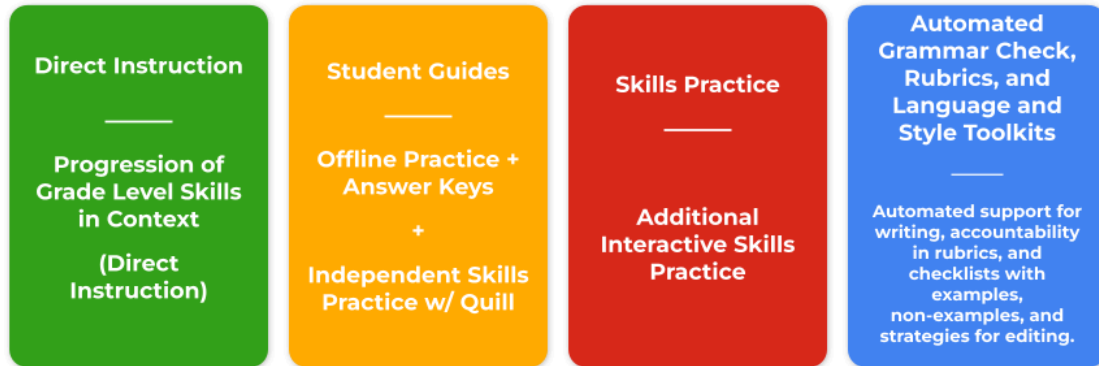 Direct Instruction
Progression of
Grade Level Skills
in Context
(Direct
Instruction)
Student Guides
Offline Practice +
Answer Keys
+
Independent Skills
Practice w/ Quill
Skills Practice
Additional
Interactive Skills
Practice
Automated
Grammar Check,
Rubrics, and
Language and
Style Toolkits
Automated support for
writing, accountability
in rubrics, and
checklists with
examples,
non-examples, and
strategies for editing.